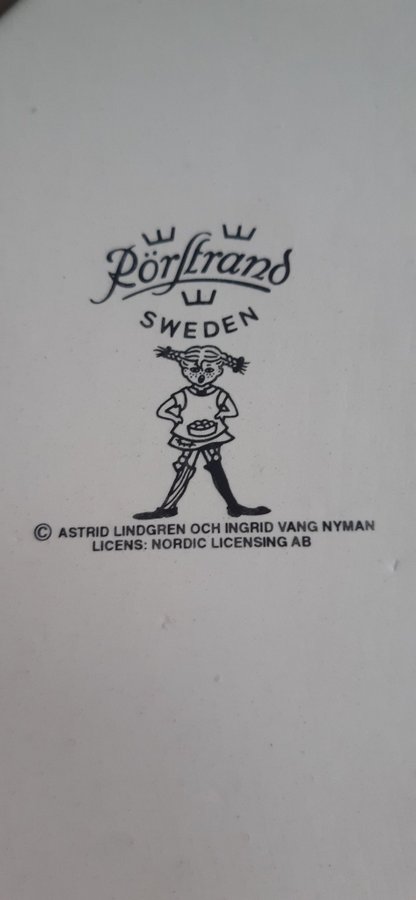 Rörstrand
SWEDEN
© ASTRID LINDGREN OCH INGRID VANG NYMAN
LICENS: NORDIC LICENSING AB